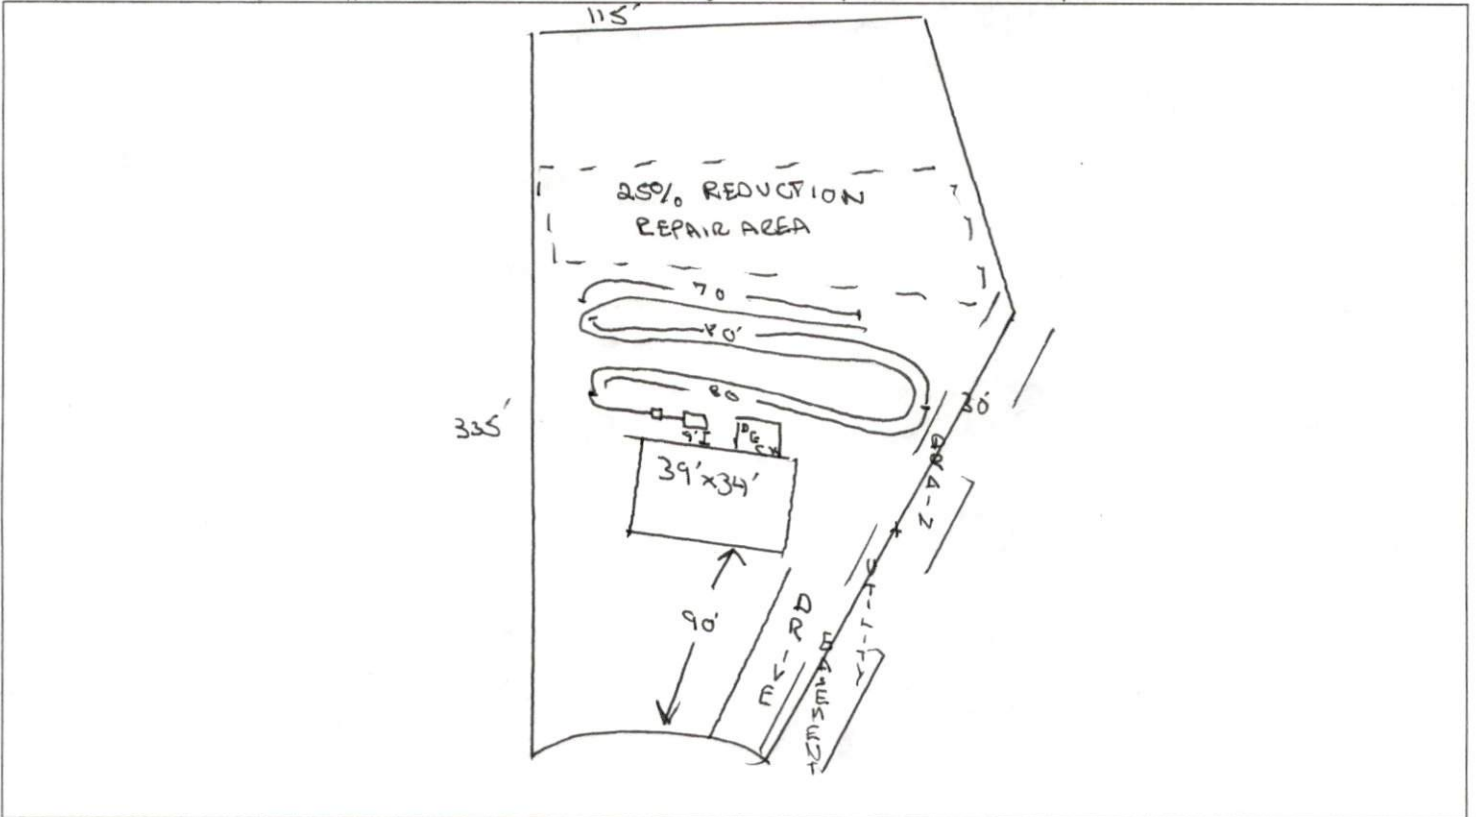 115'
25% REDUCTION
REPAIR AREA
70
80'
80
335'
30'
9'
39'x34'
DRAIN
UTILITY
EASEMENT
DRIVE
90'